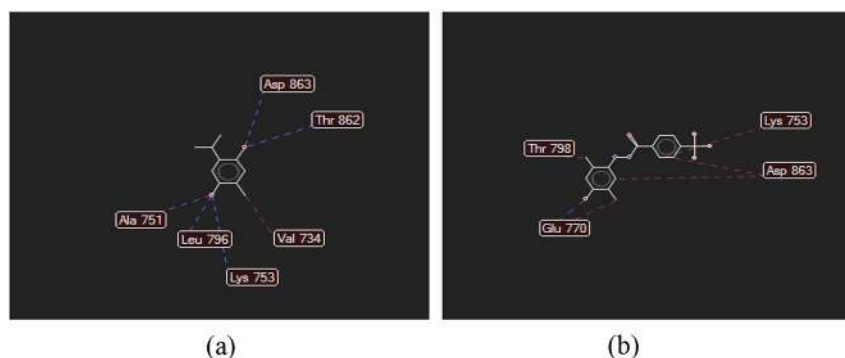 Asp 863
Thr 862
Ala 751
Leu 796
Val 734
Lys 753
Lys 753
Thr 798
Asp 863
Glu 770
(a)
(b)